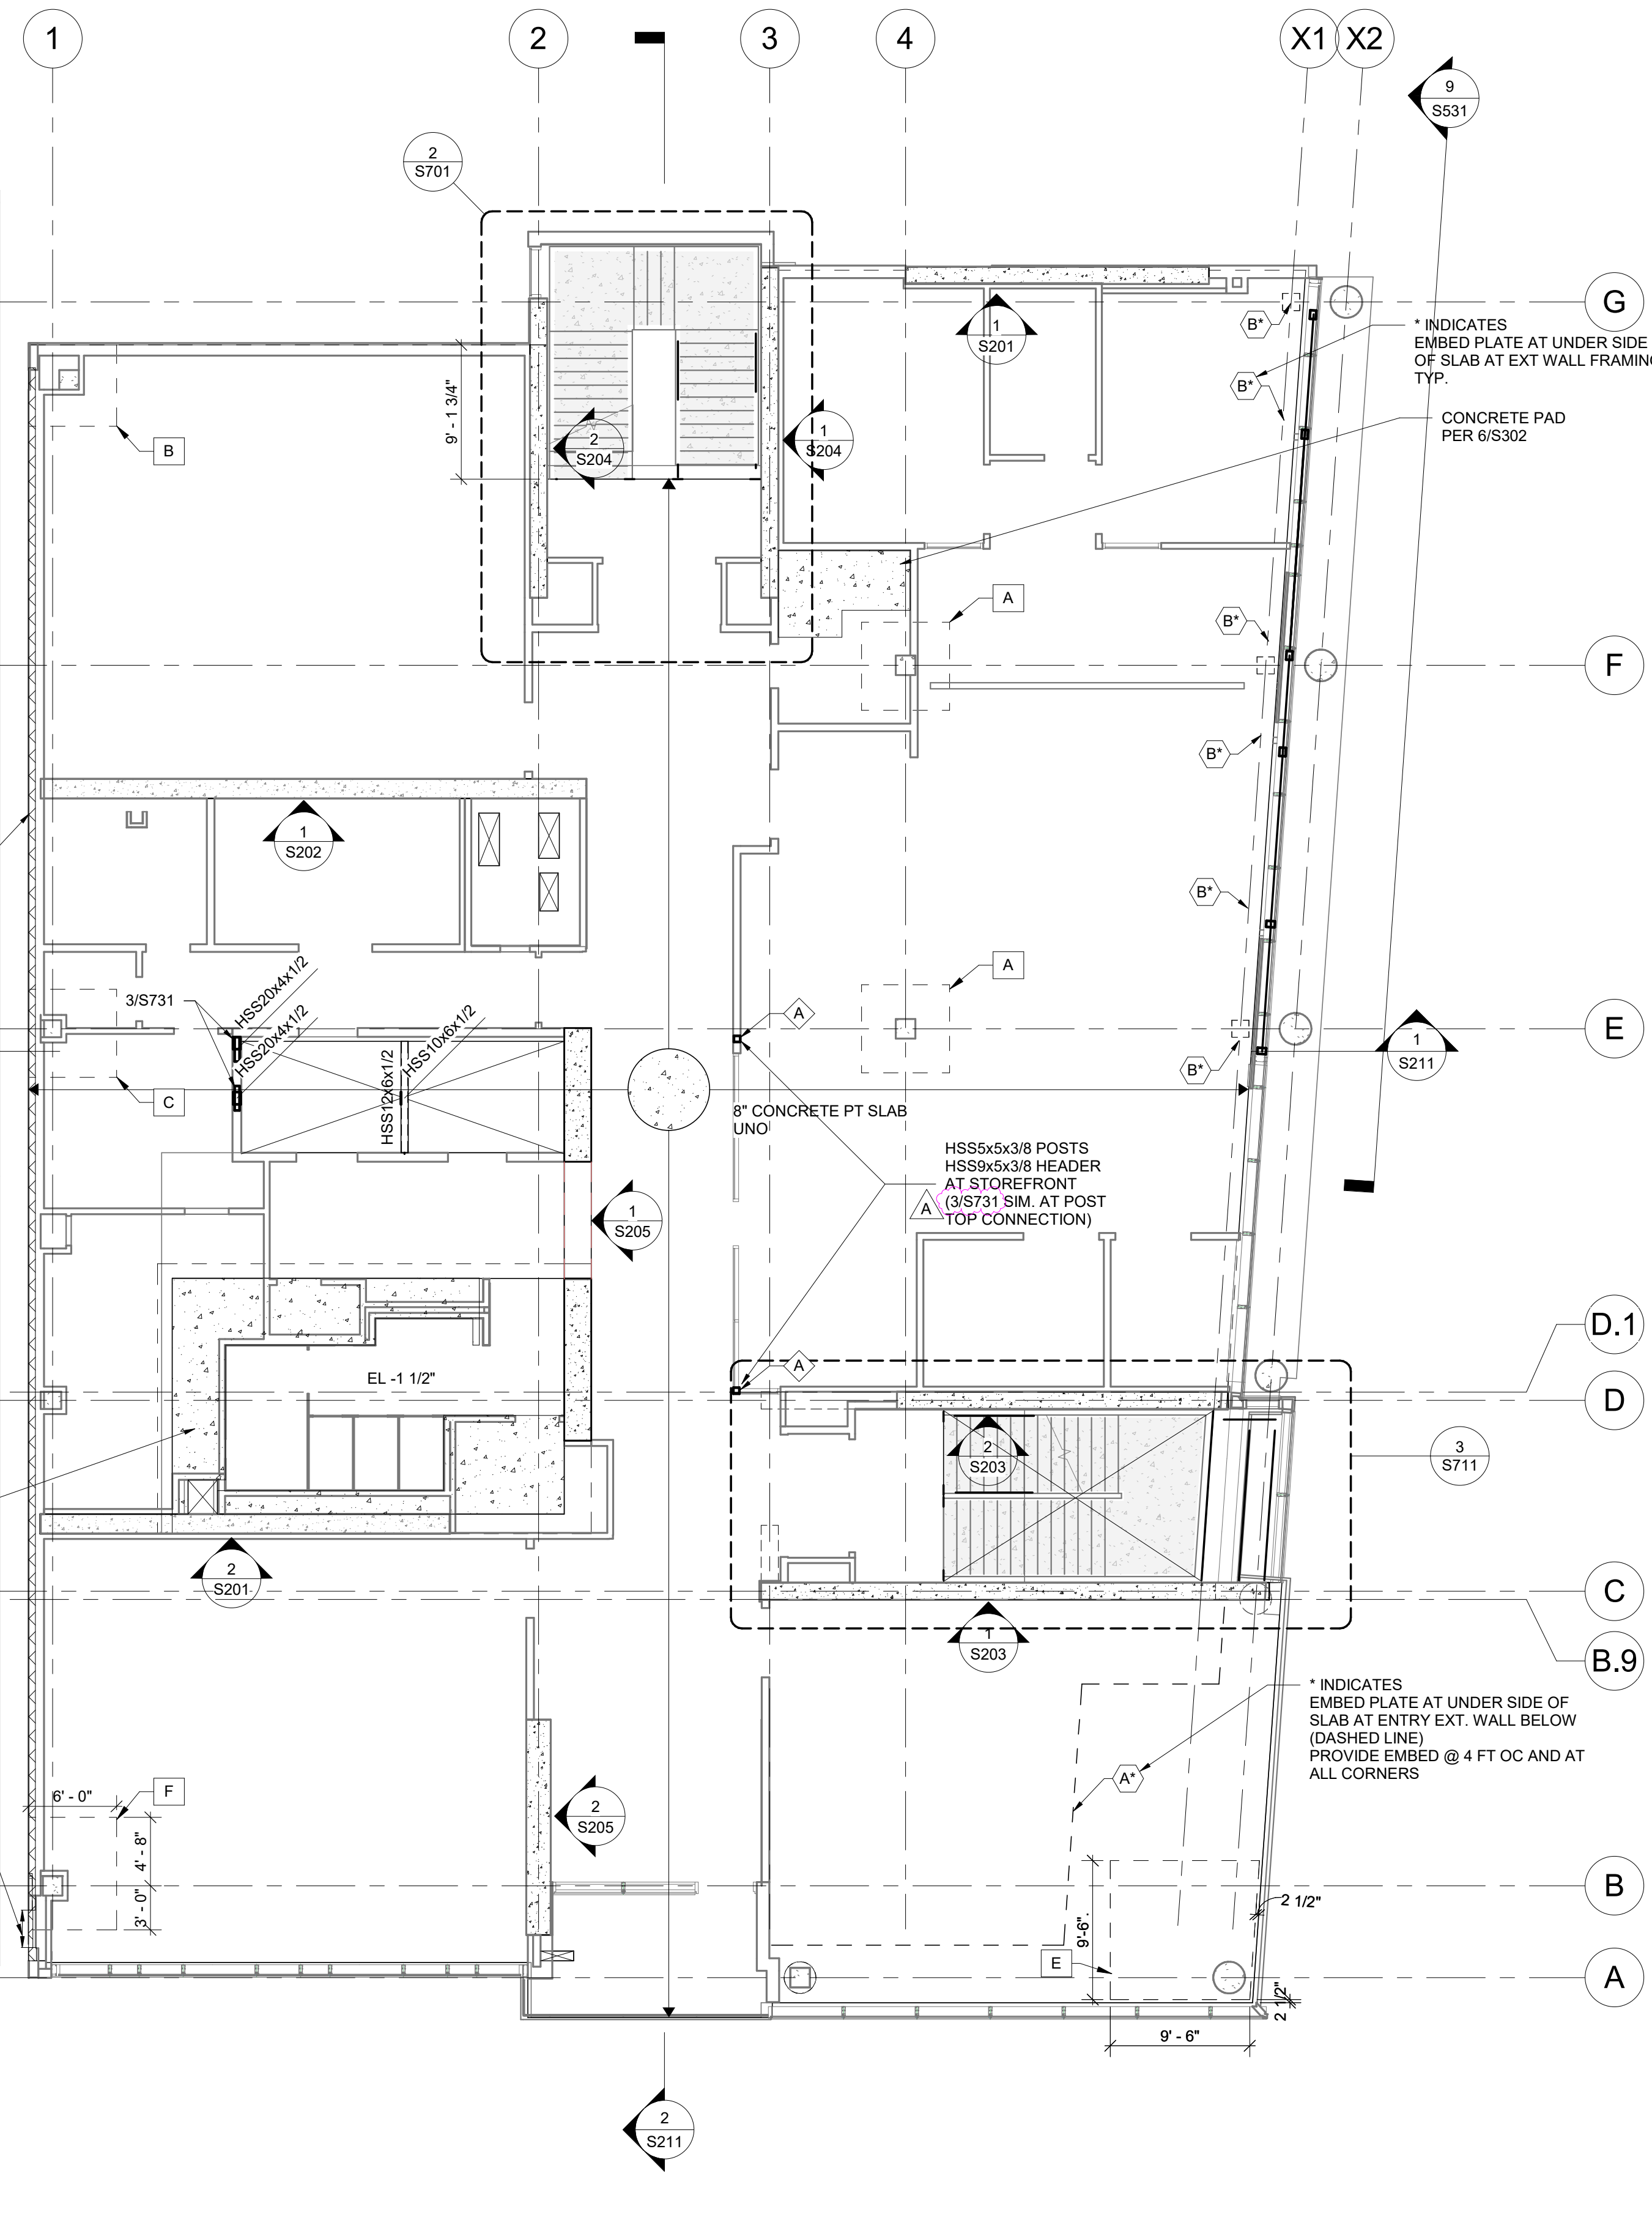 1
2
3
4
X1
X2
9
S531
2
S701
G
* INDICATES
EMBED PLATE AT UNDER SIDE
OF SLAB AT EXT WALL FRAMING
TYP.
B*
1
S201
B*
9' - 1 3/4"
CONCRETE PAD
PER 6/S302
B
2
S204
1
S204
A
B*
F
B*
1
S202
B*
A
3/S731
HSS20x4x1/2
HSS20x4x1/2
HSS12x6x1/2
HSS10x6x1/2
A
E
1
S211
B*
C
8" CONCRETE PT SLAB
UNO
HSS5x5x3/8 POSTS
HSS9x5x3/8 HEADER
AT STOREFRONT
(3/S731 SIM. AT POST
TOP CONNECTION)
A
1
S205
D.1
A
EL -1 1/2"
D
2
S203
3
S711
2
S201
C
1
S203
B.9
* INDICATES
EMBED PLATE AT UNDER SIDE OF
SLAB AT ENTRY EXT. WALL BELOW
(DASHED LINE)
PROVIDE EMBED @ 4 FT OC AND AT
ALL CORNERS
A*
6' - 0"
F
4' - 8"
2
S205
B
3' - 0"
2 1/2"
9'-6".
E
A
2 1/2"
9' - 6"
2
S211